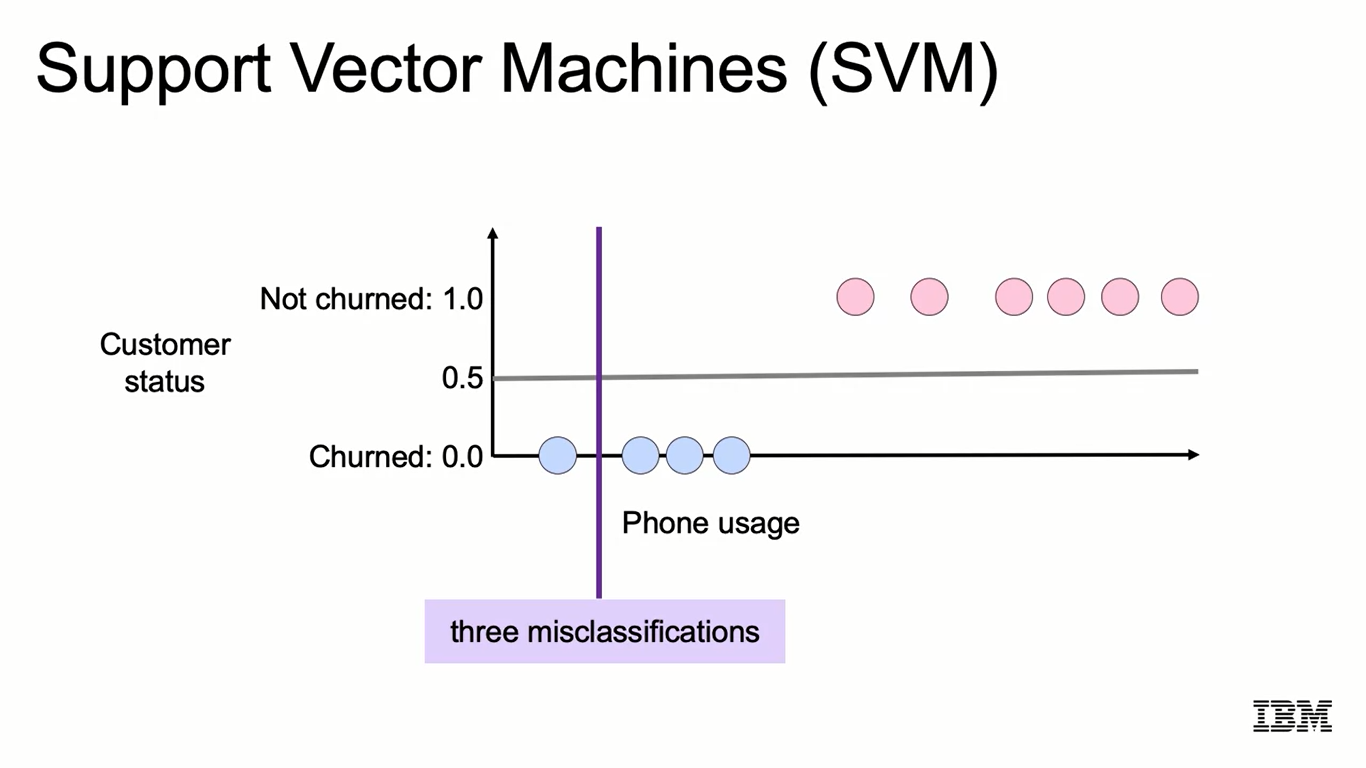 Support Vector Machines (SVM)
Not churned: 1.0
Customer
status
0.5
Churned: 0.0
Phone usage
three misclassifications
IBM